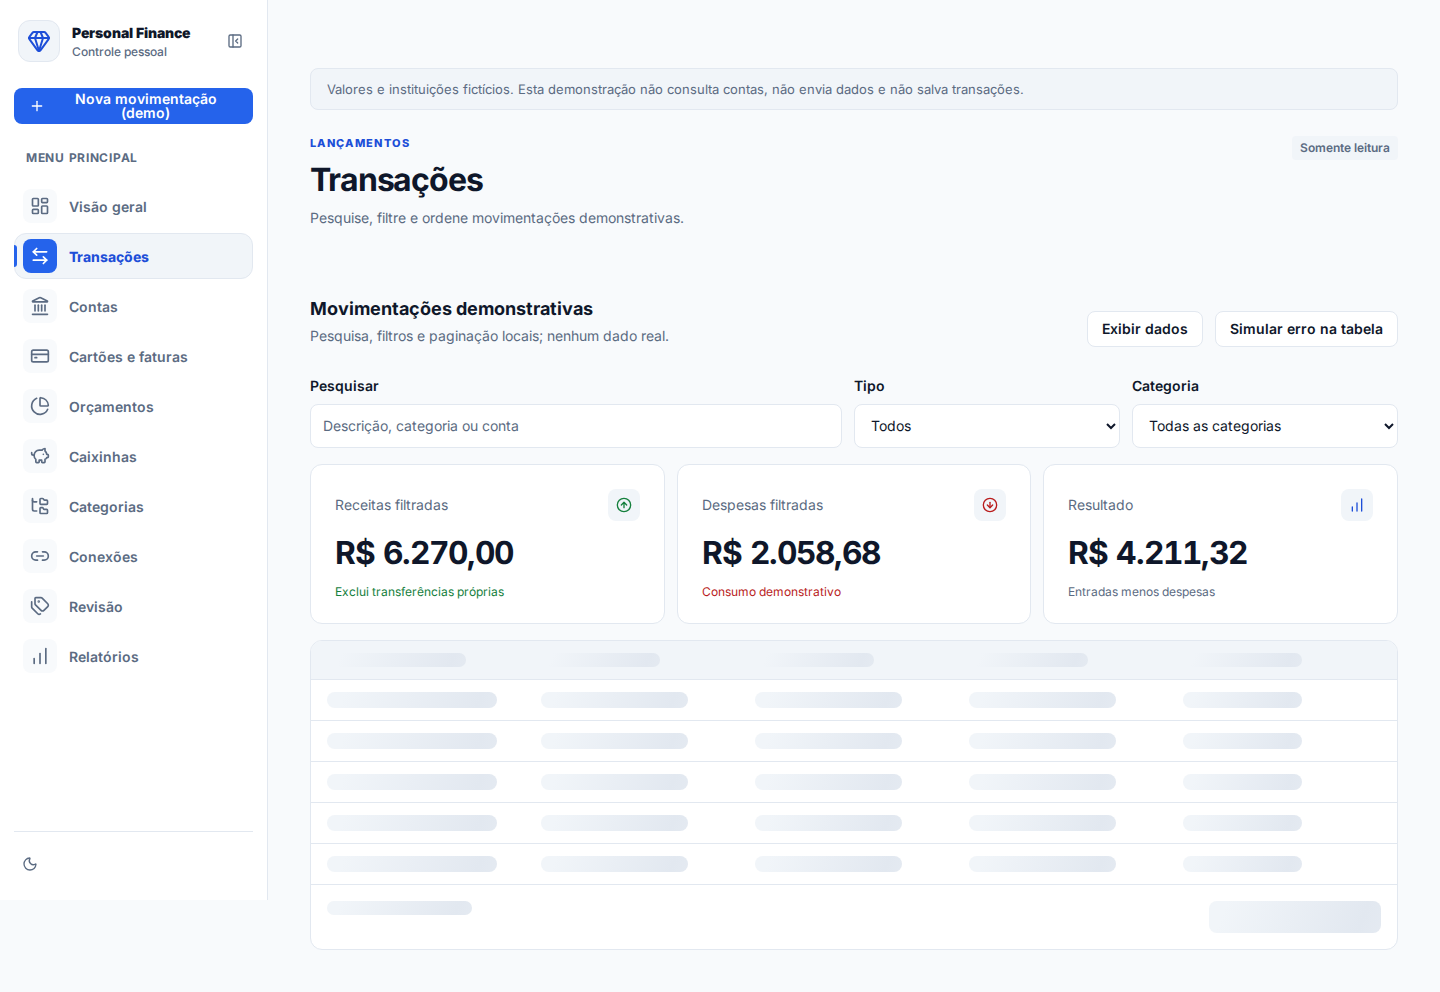 Personal Finance
Controle pessoal
Nova movimentação
(demo)
MENU PRINCIPAL
Visão geral
Transações
Contas
Cartões e faturas
Orçamentos
Caixinhas
Categorias
Conexões
Revisão
Relatórios
Valores e instituições fictícios. Esta demonstração não consulta contas, não envia dados e não salva transações.
LANÇAMENTOS
Somente leitura
Transações
Pesquise, filtre e ordene movimentações demonstrativas.
Movimentações demonstrativas
Pesquisa, filtros e paginação locais; nenhum dado real.
Exibir dados
Simular erro na tabela
Pesquisar
Tipo
Categoria
Descrição, categoria ou conta
Todos
Todas as categorias
Receitas filtradas
R$ 6.270,00
Exclui transferências próprias
Despesas filtradas
R$ 2.058,68
Consumo demonstrativo
Resultado
R$ 4.211,32
Entradas menos despesas